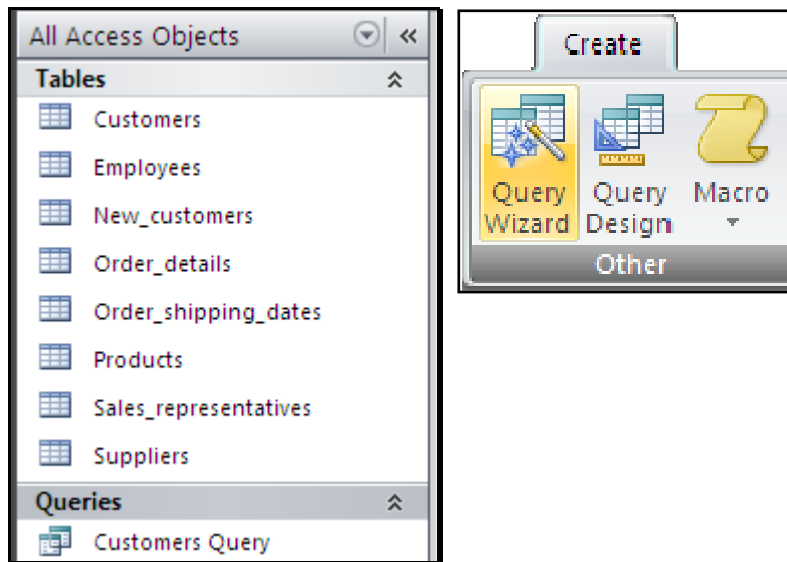 All Access Objects
Tables
Customers
Employees
New_customers
Order_details
Order_shipping_dates
Products
Sales_representatives
Suppliers
Queries
Customers Query
Create
Query Wizard
Query Design
Macro
Other